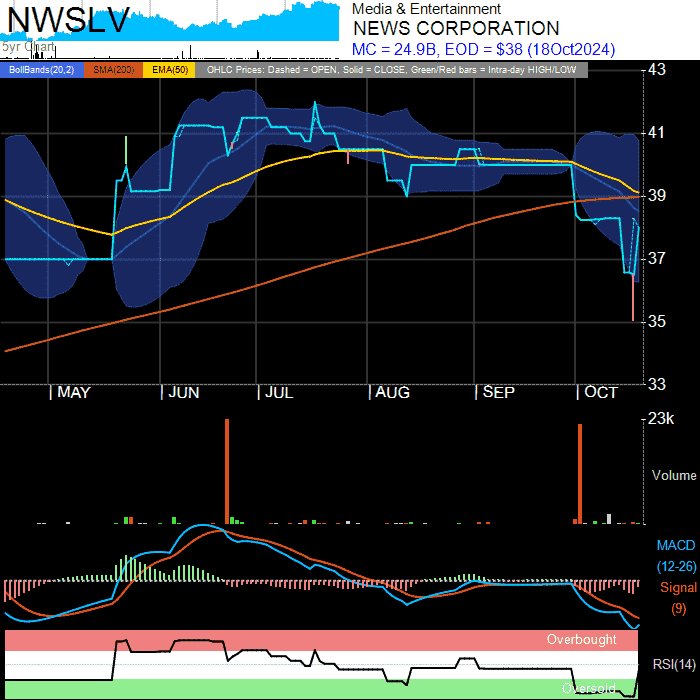 NWSLV
Media & Entertainment
NEWS CORPORATION
MC = 24.9B, EOD = $38 (18Oct2024)
5yr Chart
BollBands(20,2) SMA(200) EMA(50) OHLC Prices: Dashed = OPEN, Solid = CLOSE, Green/Red bars = Intra-day HIGH/LOW
43
41
39
37
35
33
MAY JUN JUL AUG SEP OCT
23k
Volume
MACD
(12-26)
Signal
(9)
Overbought
RSI(14)
Oversold